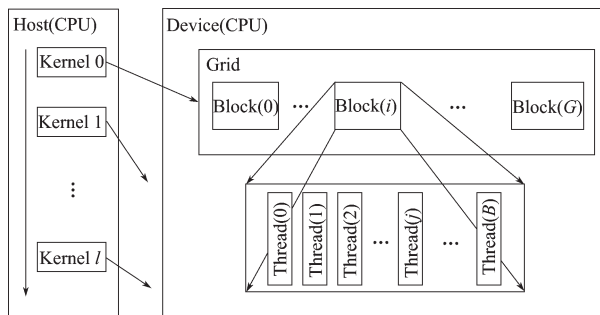 Host(CPU)
Kernel 0
Kernel 1
⋮
Kernel l
Device(CPU)
Grid
Block(0) ··· Block(i) ··· Block(G)
Thread(0) Thread(1) Thread(2) ··· Thread(j) ··· Thread(B)